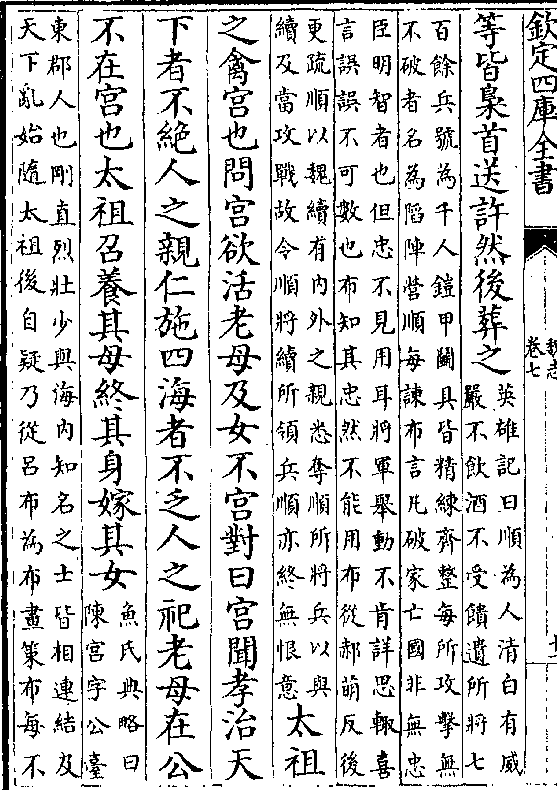 欽定四庫全書
魏志
卷七
等皆梟首送許然後葬之
英雄記曰順為人清白有威
嚴不飲酒不受饋遺所將七
百餘兵號為千人鎧甲鬭具皆精練齊整每所攻擊無
不破者名為陷陣營順每諫布言凡破家亡國非無忠
臣明智者也但忠不見用耳將軍舉動不肯詳思輒喜
言誤誤不可數也布知其忠然不能用布從郝萌反後
更疏順以魏續有內外之親悉奪順所將兵以與
續及當攻戰故令順將續所領兵順亦終無恨意
太祖
之禽宮也問宮欲活老母及女不宮對曰宮聞孝治天
下者不絶人之親仁施四海者不乏人之祀老母在公
不在宮也太祖召養其母終其身嫁其女
魚氏典略曰
陳宮字公臺
東郡人也剛直烈壯少與海內知名之士皆相連結及
天下亂始隨太祖後自疑乃從呂布為布畫策布每不